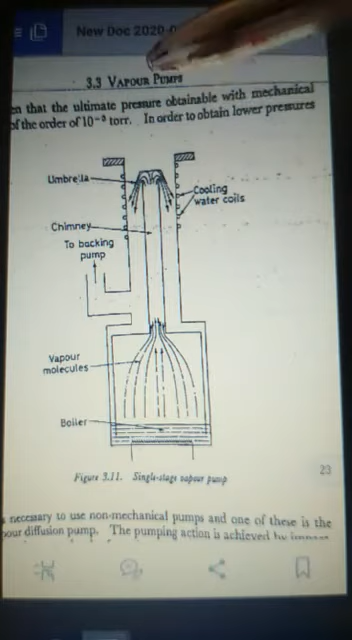 New Doc 2020-0
3.3 VAPOUR PUMPS
en that the ultimate pressure obtainable with mechanical
of the order of 10⁻³ torr. In order to obtain lower pressures
Umbrella
Cooling
water coils
Chimney
To backing
pump
Vapour
molecules
Boiler
Figure 3.11. Single-stage vapour pump
23
necessary to use non-mechanical pumps and one of these is the
pour diffusion pump. The pumping action is achieved by